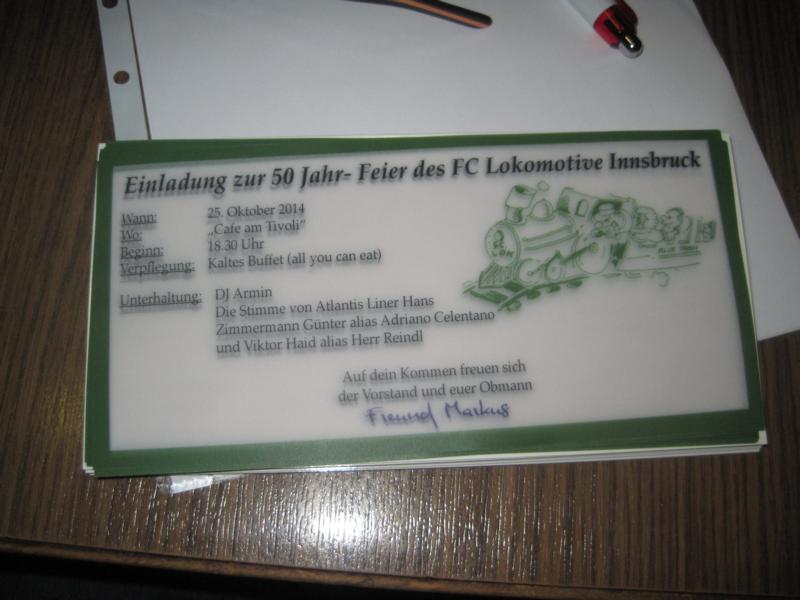 Einladung zur 50 Jahr- Feier des FC Lokomotive Innsbruck
Wann: 25. Oktober 2014
Wo: „Cafe am Tivoli"
Beginn: 18.30 Uhr
Verpflegung: Kaltes Buffet (all you can eat)
Unterhaltung: DJ Armin
Die Stimme von Atlantis Liner Hans
Zimmermann Günter alias Adriano Celentano
und Viktor Haid alias Herr Reindl
LOK
Auf dein Kommen freuen sich
der Vorstand und euer Obmann
Freund Markus